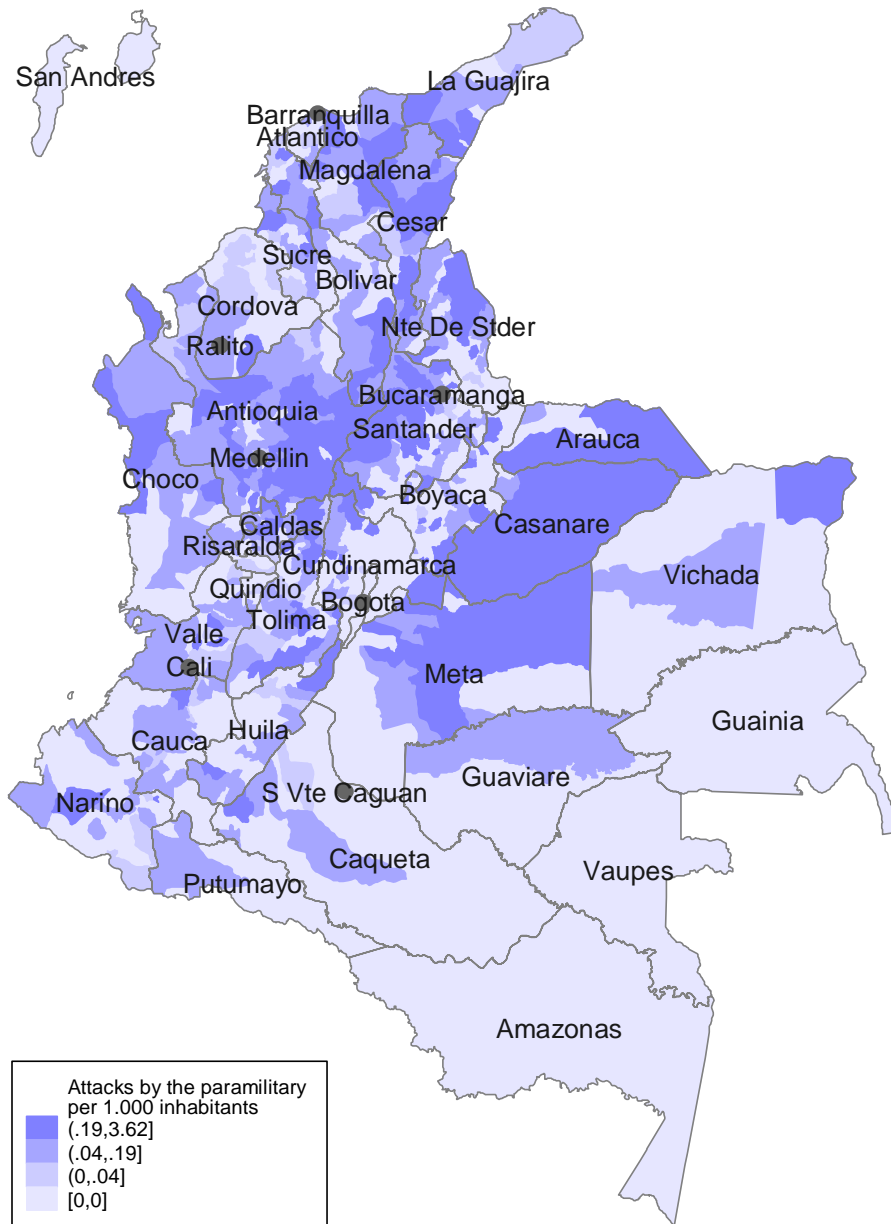 San Andres
La Guajira
Barranquilla
Atlantico
Magdalena
Cesar
Sucre
Bolivar
Cordova
Nte De Stder
Ralito
Bucaramanga
Antioquia
Santander
Arauca
Medellin
Choco
Boyaca
Casanare
Caldas
Risaralda
Cundinamarca
Vichada
Quindio
Bogota
Tolima
Valle
Cali
Meta
Guainia
Huila
Cauca
Guaviare
S Vte Caguan
Narino
Caqueta
Vaupes
Putumayo
Amazonas
Attacks by the paramilitary
per 1.000 inhabitants
(.19,3.62]
(.04,.19]
(0,.04]
[0,0]